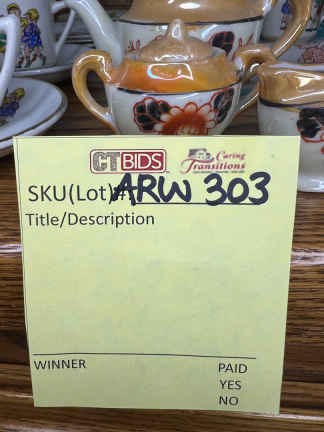 CTBIDS Caring Transitions
SKU(Lot)# ARW 303
Title/Description
WINNER PAID
YES
NO